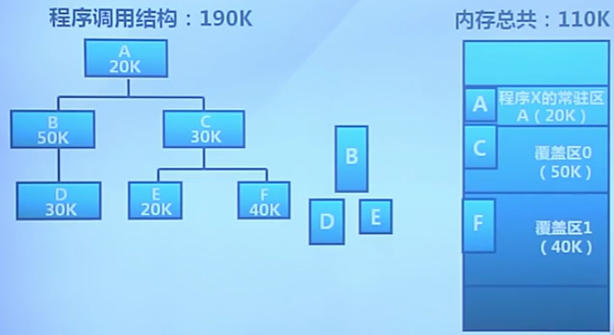 程序调用结构：190K
内存总共：110K
A
20K
B
50K
C
30K
D
30K
E
20K
F
40K
B
D
E
A
程序X的常驻区
A（20K）
C
覆盖区0
（50K）
F
覆盖区1
（40K）